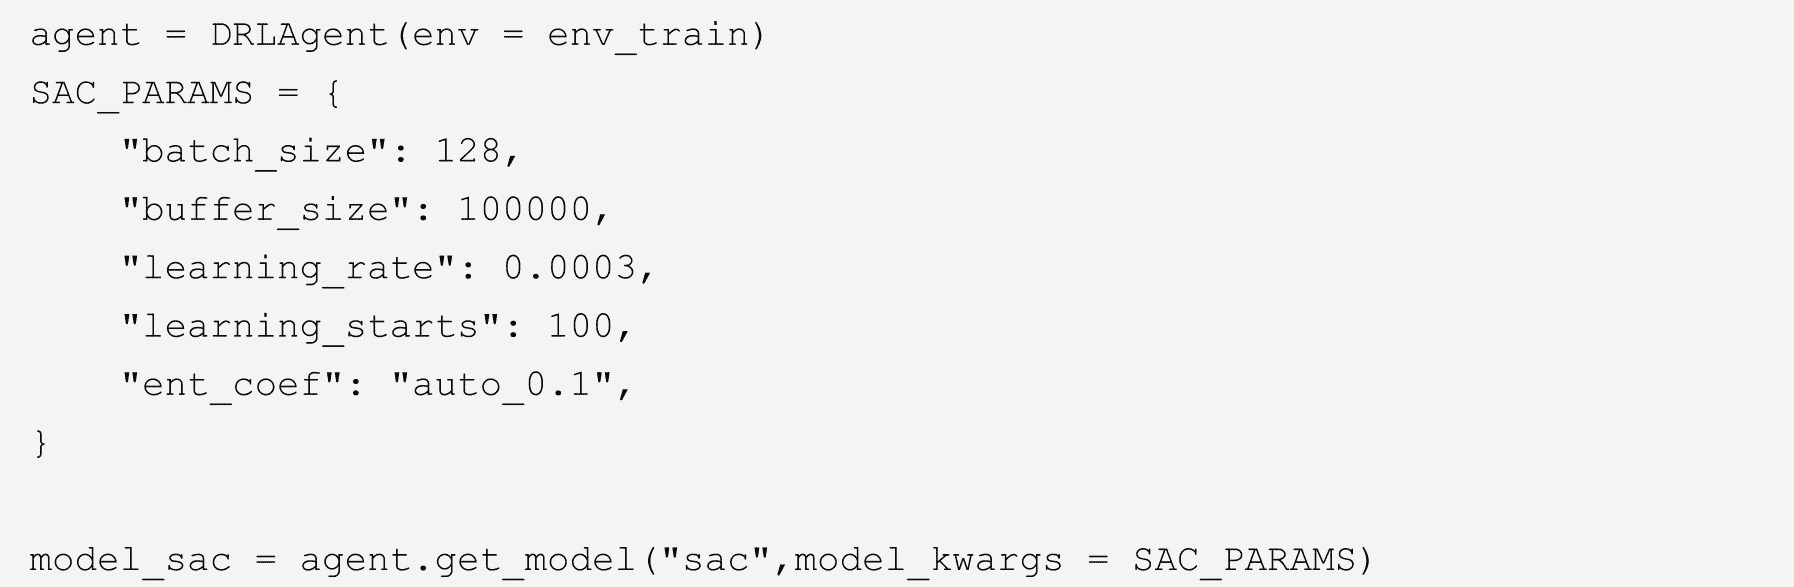 agent = DRLAgent(env = env_train)
SAC_PARAMS = {
    "batch_size": 128,
    "buffer_size": 100000,
    "learning_rate": 0.0003,
    "learning_starts": 100,
    "ent_coef": "auto_0.1",
}
model_sac = agent.get_model("sac",model_kwargs = SAC_PARAMS)